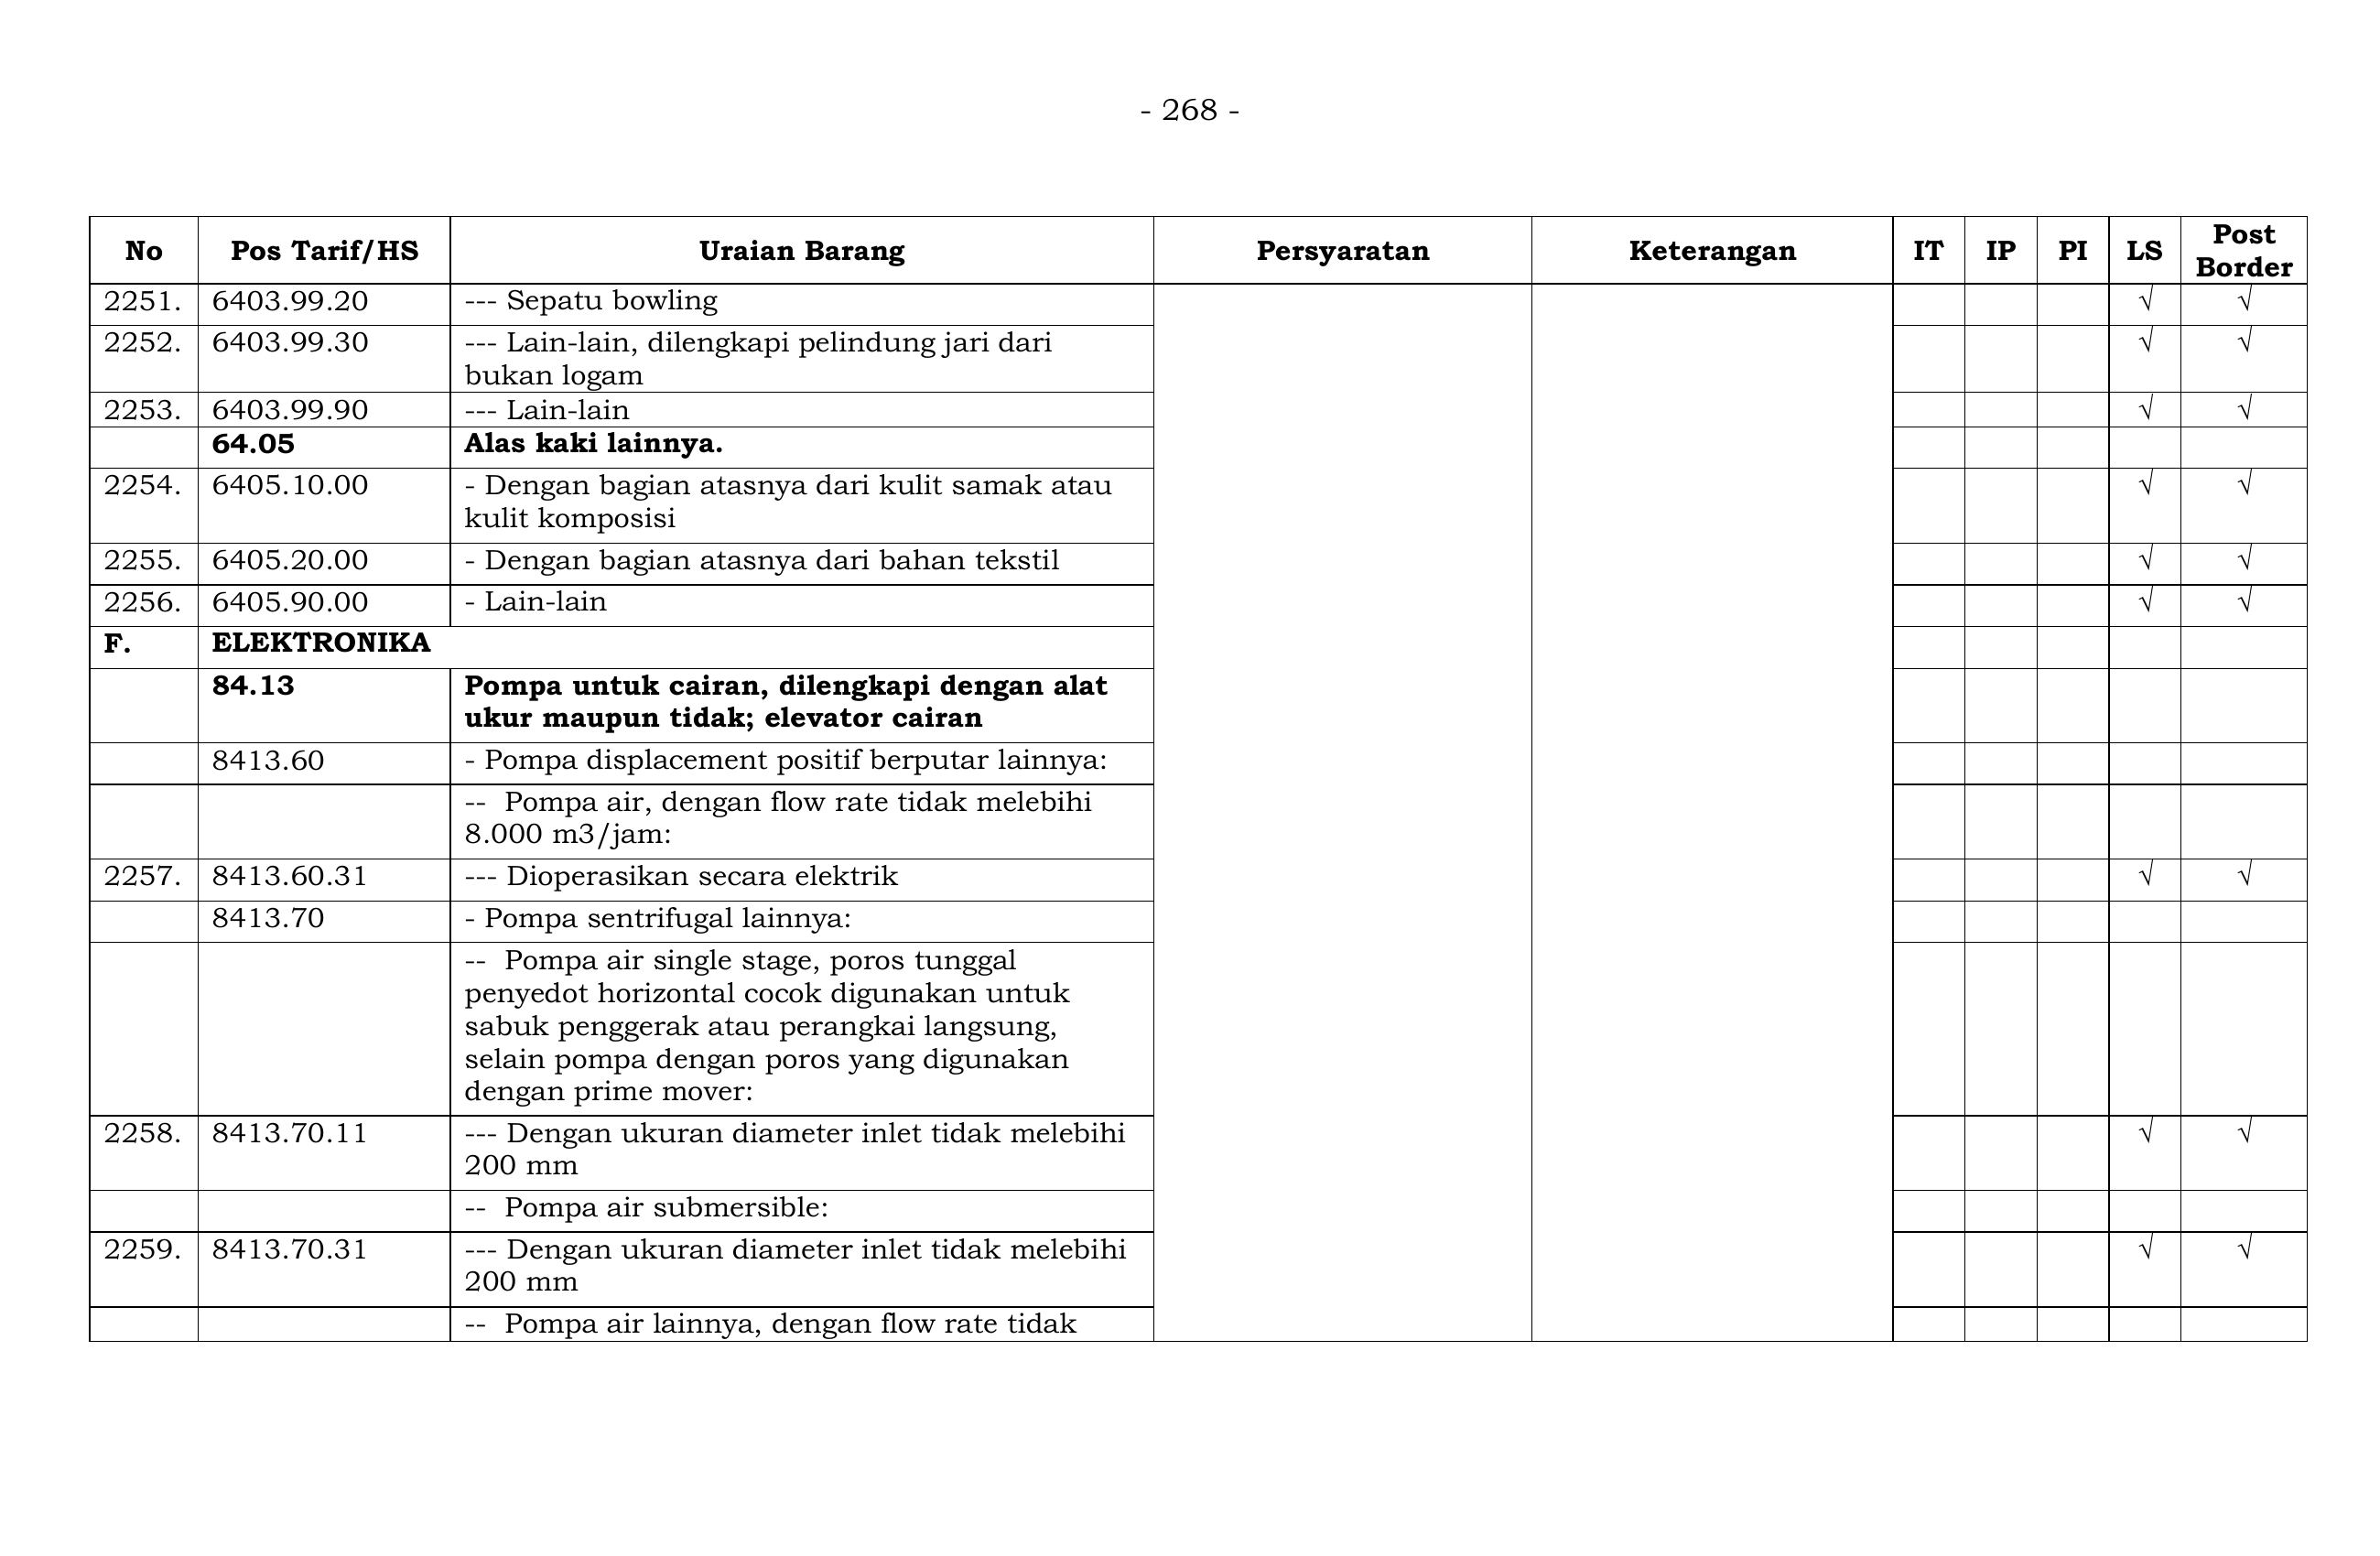 - 268 -
No Pos Tarif/HS Uraian Barang Persyaratan Keterangan IT IP PI LS Post Border
2251. 6403.99.20 --- Sepatu bowling √ √
2252. 6403.99.30 --- Lain-lain, dilengkapi pelindung jari dari √ √
bukan logam
2253. 6403.99.90 --- Lain-lain √ √
64.05 Alas kaki lainnya.
2254. 6405.10.00 - Dengan bagian atasnya dari kulit samak atau √ √
kulit komposisi
2255. 6405.20.00 - Dengan bagian atasnya dari bahan tekstil √ √
2256. 6405.90.00 - Lain-lain √ √
F. ELEKTRONIKA
84.13 Pompa untuk cairan, dilengkapi dengan alat
ukur maupun tidak; elevator cairan
8413.60 - Pompa displacement positif berputar lainnya:
-- Pompa air, dengan flow rate tidak melebihi
8.000 m3/jam:
2257. 8413.60.31 --- Dioperasikan secara elektrik √ √
8413.70 - Pompa sentrifugal lainnya:
-- Pompa air single stage, poros tunggal
penyedot horizontal cocok digunakan untuk
sabuk penggerak atau perangkai langsung,
selain pompa dengan poros yang digunakan
dengan prime mover:
2258. 8413.70.11 --- Dengan ukuran diameter inlet tidak melebihi √ √
200 mm
-- Pompa air submersible:
2259. 8413.70.31 --- Dengan ukuran diameter inlet tidak melebihi √ √
200 mm
-- Pompa air lainnya, dengan flow rate tidak